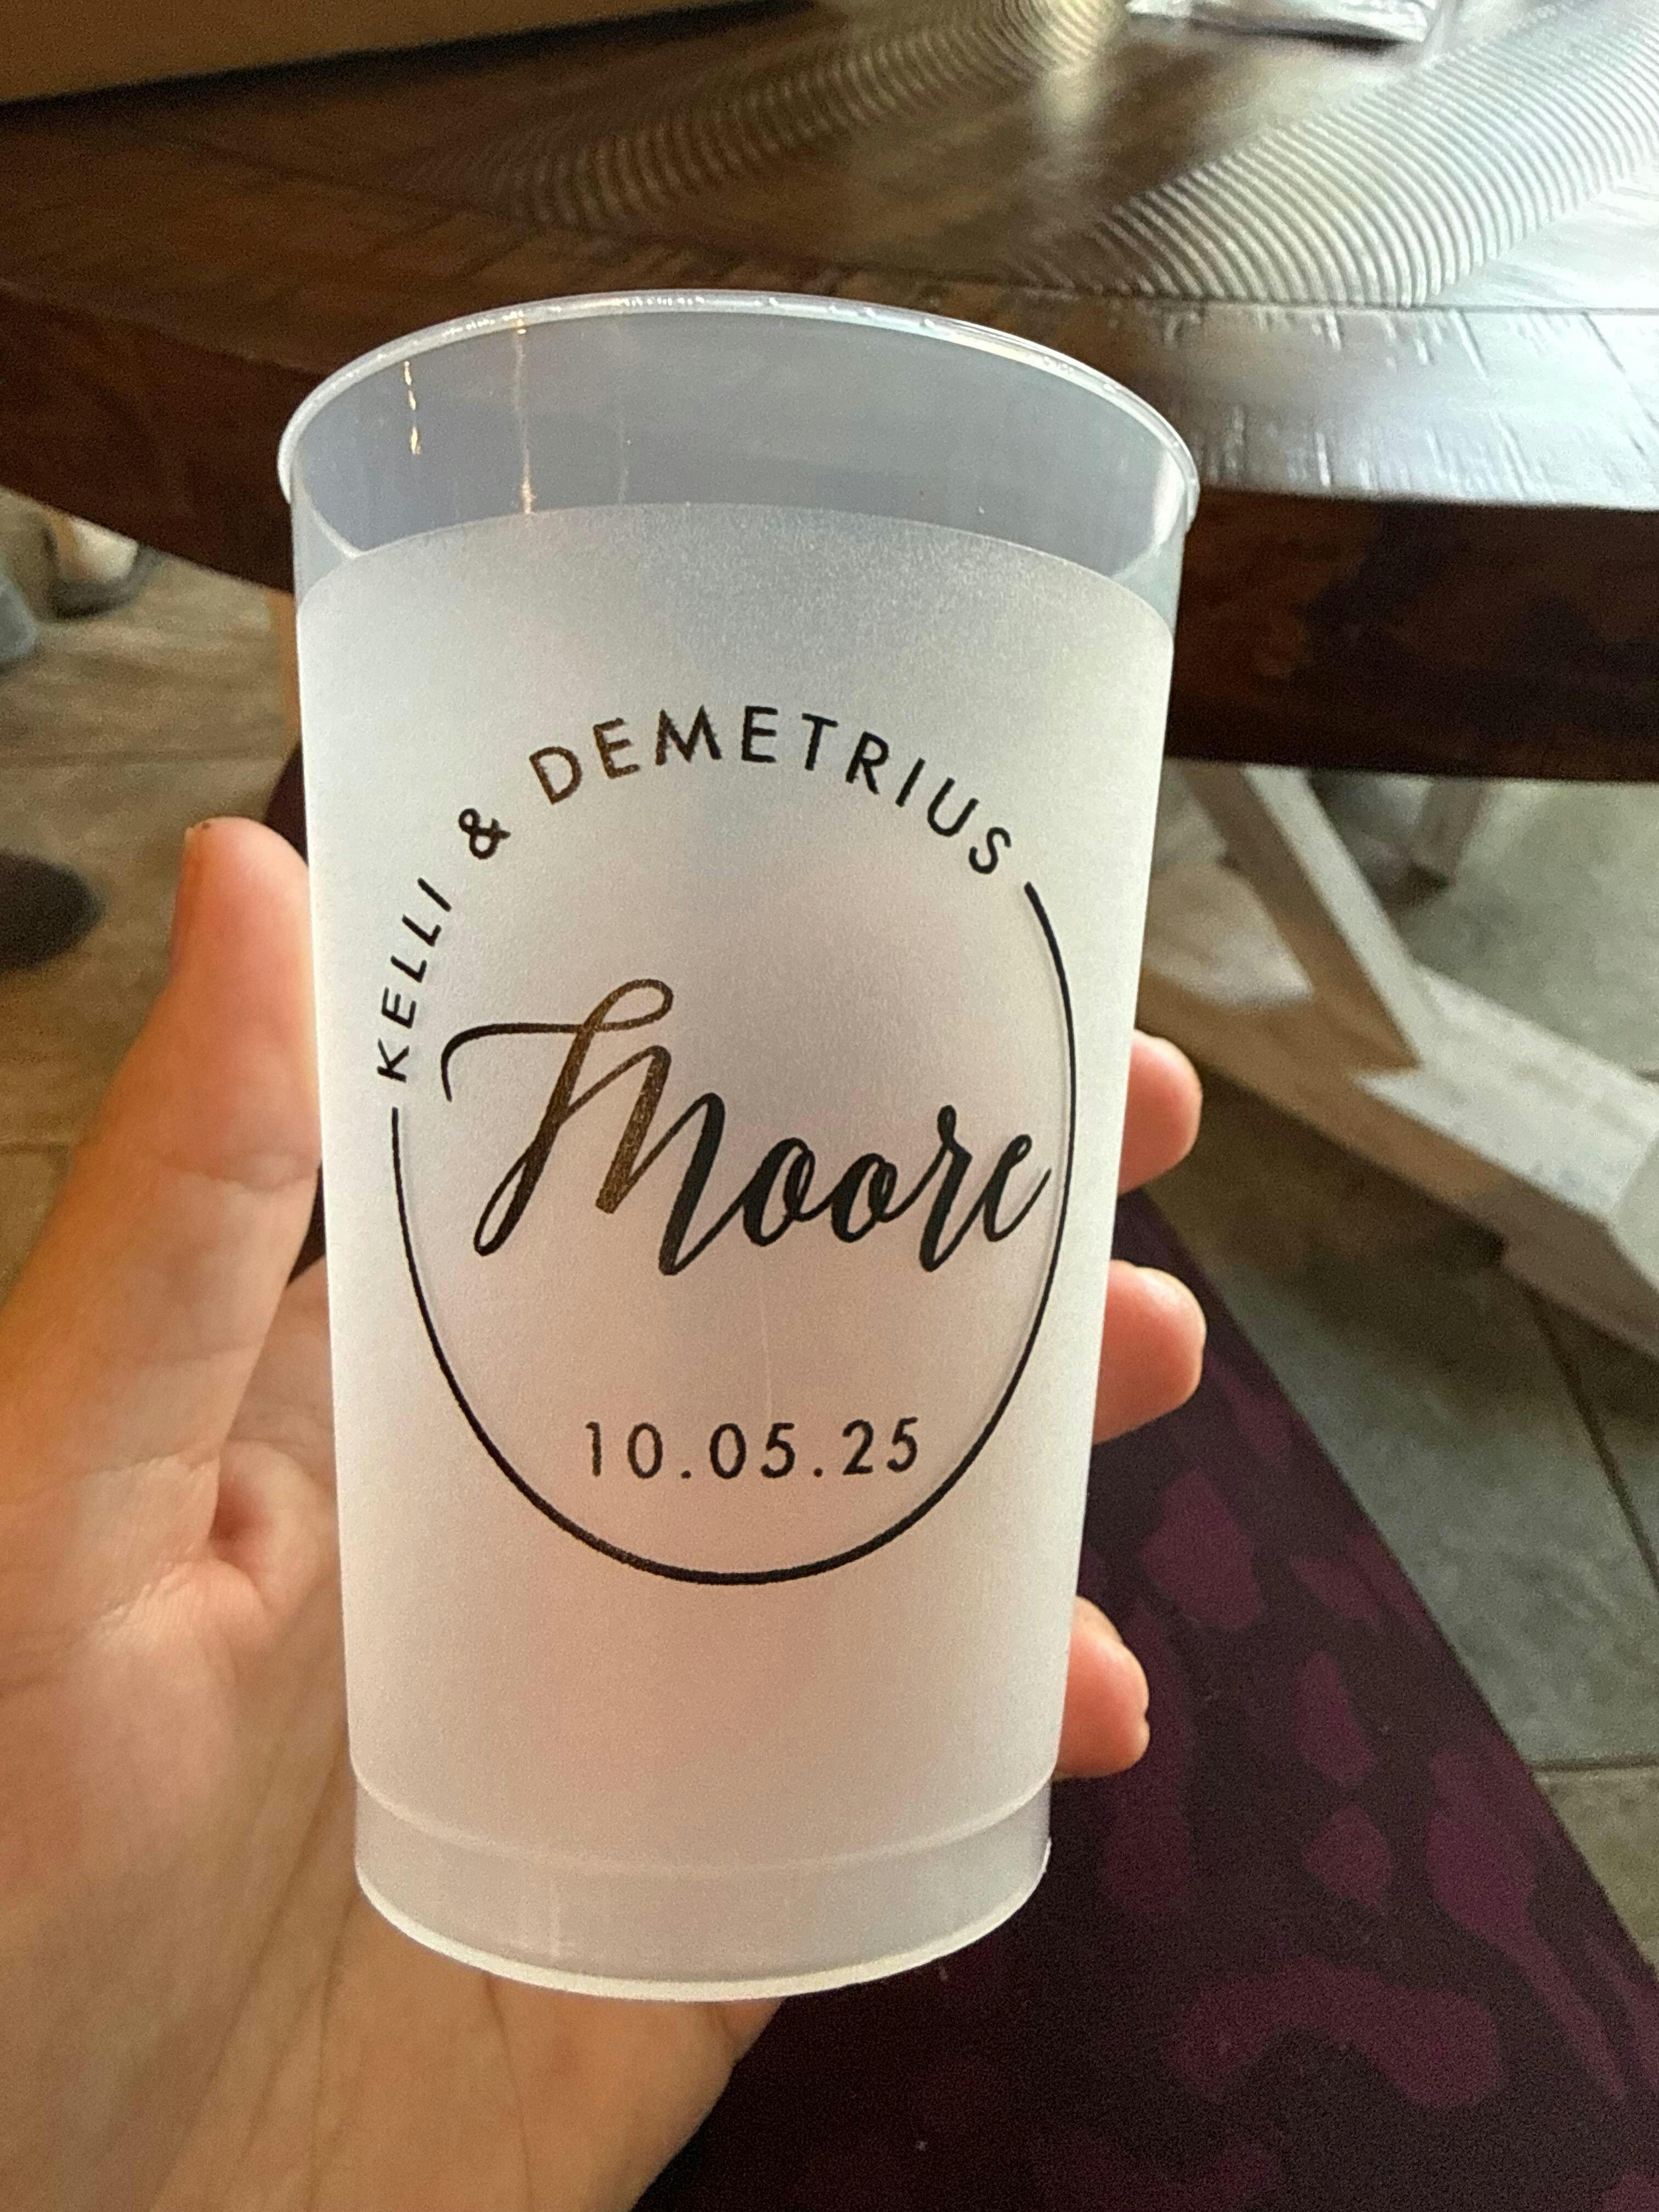 KELLI & DEMETRIUS
Moore
10.05.25